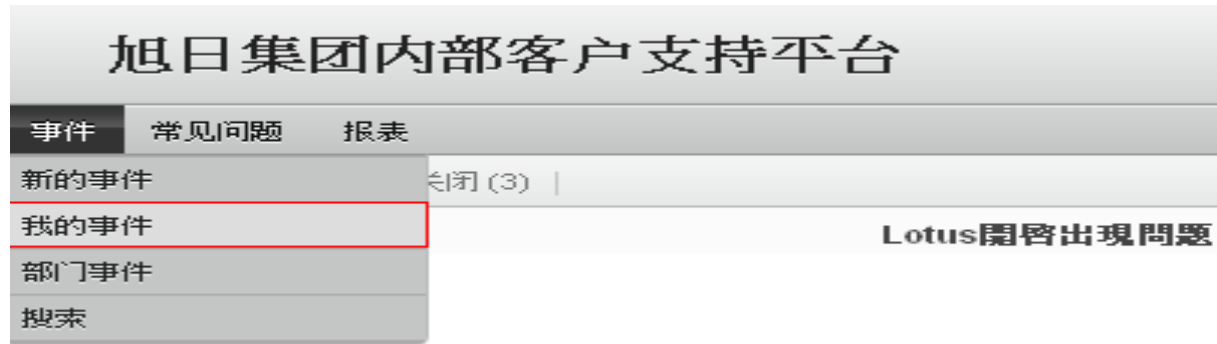 旭日集团内部客户支持平台
事件 常见问题 报表
新的事件 关闭 (3) |
我的事件 Lotus開啓出現問題
部门事件
搜索